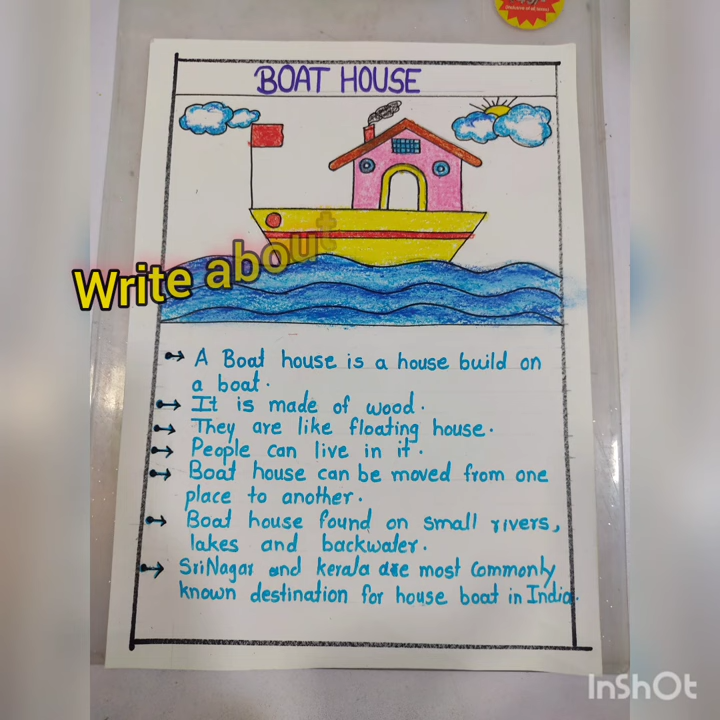 BOAT HOUSE
Write about
A Boat house is a house build on
a boat.
It is made of wood.
They are like floating house.
People can live in it.
Boat house can be moved from one
place to another.
Boat house found on small rivers,
lakes and backwater.
SriNagar and kerala are most commonly
known destination for house boat in India.
InShOt